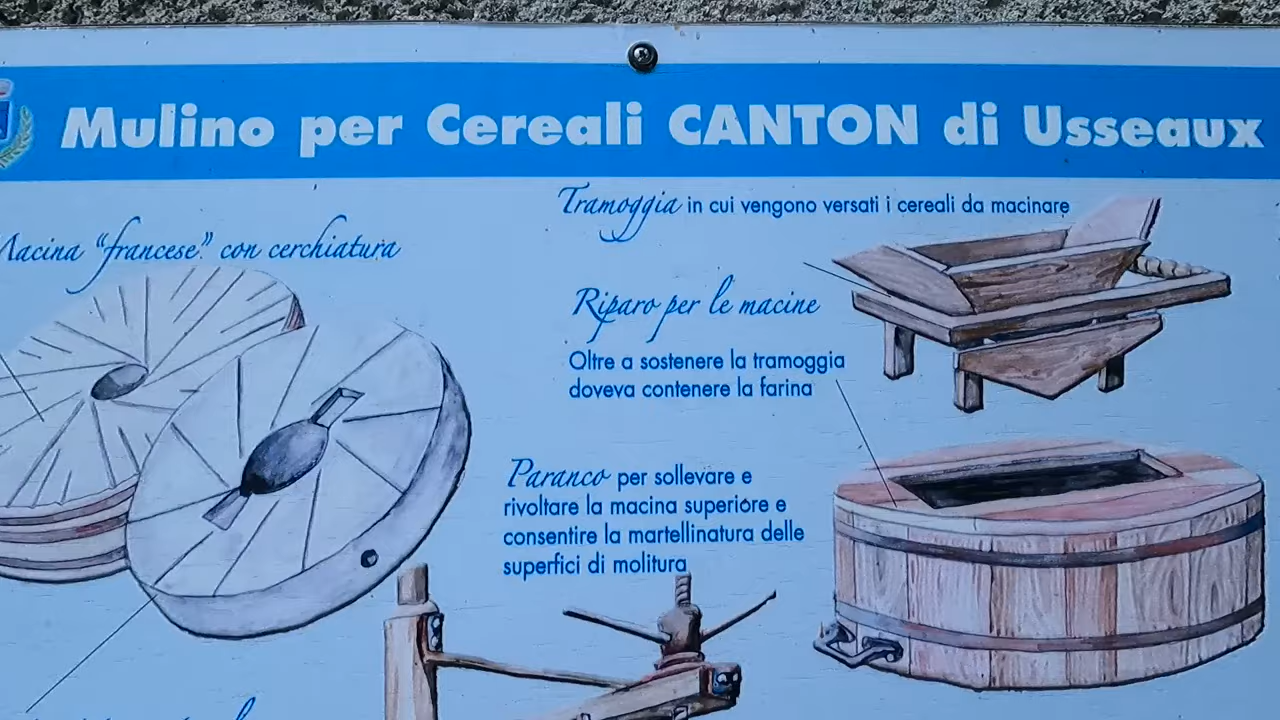 Mulino per Cereali CANTON di Usseaux
Macina "francese" con cerchiatura
Tramoggia in cui vengono versati i cereali da macinare
Riparo per le macine
Oltre a sostenere la tramoggia
doveva contenere la farina
Paranco per sollevare e
rivoltare la macina superiore e
consentire la martellinatura delle
superfici di molitura